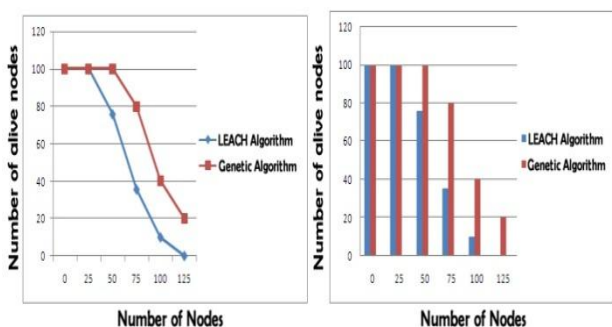 120
100
80
60
40
20
0
Number of alive nodes
0 25 50 75 100 125
LEACH Algorithm
Genetic Algorithm
Number of Nodes
120
100
80
60
40
20
0
Number of alive nodes
0 25 50 75 100 125
LEACH Algorithm
Genetic Algorithm
Number of Nodes